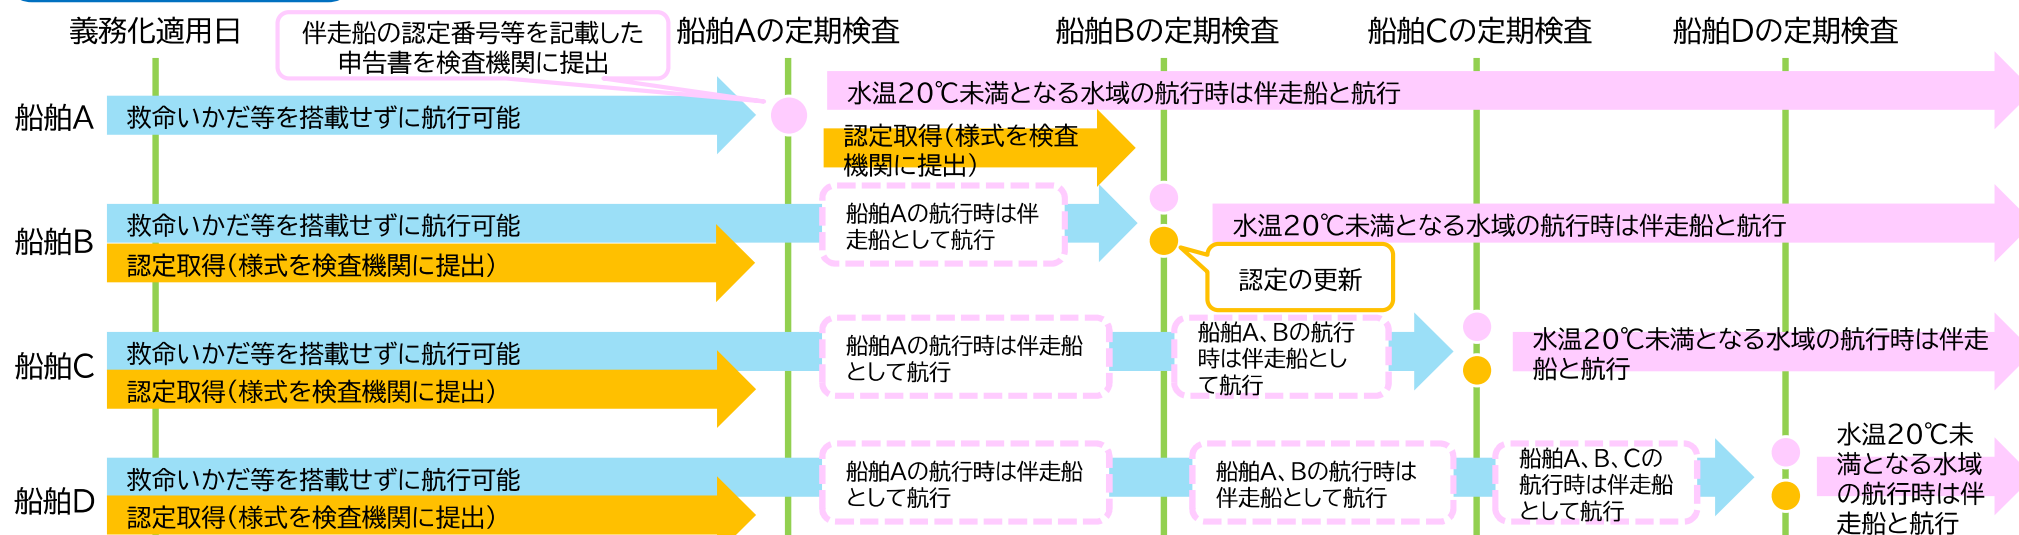 義務化適用日
伴走船の認定番号等を記載した
申告書を検査機関に提出
船舶Aの定期検査
船舶Bの定期検査
船舶Cの定期検査
船舶Dの定期検査
船舶A
救命いかだ等を搭載せずに航行可能
水温20℃未満となる水域の航行時は伴走船と航行
認定取得(様式を検査
機関に提出)
船舶B
救命いかだ等を搭載せずに航行可能
認定取得(様式を検査機関に提出)
船舶Aの航行時は伴
走船として航行
水温20℃未満となる水域の航行時は伴走船と航行
認定の更新
船舶C
救命いかだ等を搭載せずに航行可能
認定取得(様式を検査機関に提出)
船舶Aの航行時は伴走船
として航行
船舶A、Bの航行
時は伴走船とし
て航行
水温20℃未満となる水域の航行時は伴走
船と航行
船舶D
救命いかだ等を搭載せずに航行可能
認定取得(様式を検査機関に提出)
船舶Aの航行時は伴走船
として航行
船舶A、Bの航行時は
伴走船として航行
船舶A、B、Cの
航行時は伴走船
として航行
水温20℃未
満となる水域
の航行時は伴
走船と航行